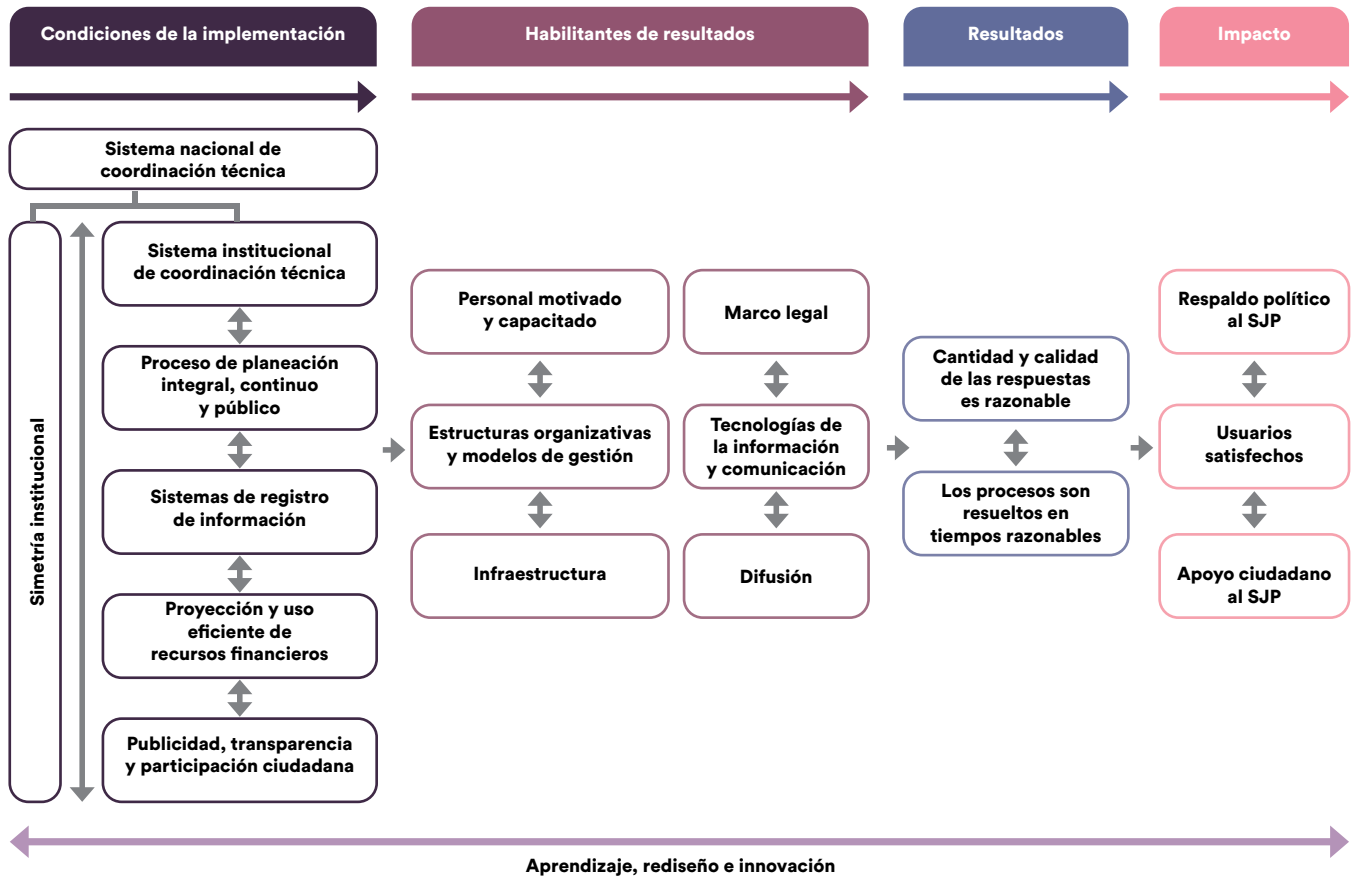 Condiciones de la implementación
Habilitantes de resultados
Resultados
Impacto
Sistema nacional de
coordinación técnica
Simetría institucional
Sistema institucional
de coordinación técnica
Proceso de planeación
integral, continuo
y público
Sistemas de registro
de información
Proyección y uso
eficiente de
recursos financieros
Publicidad, transparencia
y participación ciudadana
Personal motivado
y capacitado
Estructuras organizativas
y modelos de gestión
Infraestructura
Marco legal
Tecnologías de
la información
y comunicación
Difusión
Cantidad y calidad
de las respuestas
es razonable
Los procesos son
resueltos en
tiempos razonables
Respaldo político
al SJP
Usuarios
satisfechos
Apoyo ciudadano
al SJP
Aprendizaje, rediseño e innovación